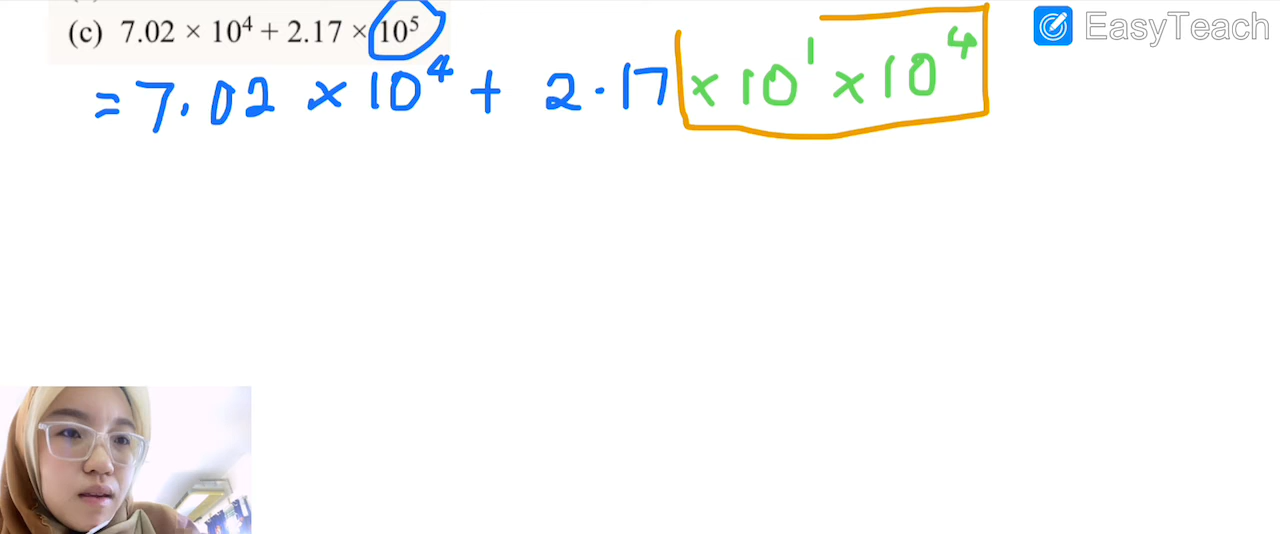 (c) 7.02 × 10⁴ + 2.17 × 10⁵
EasyTeach
= 7.02 × 10⁴ + 2.17 × 10¹ × 10⁴